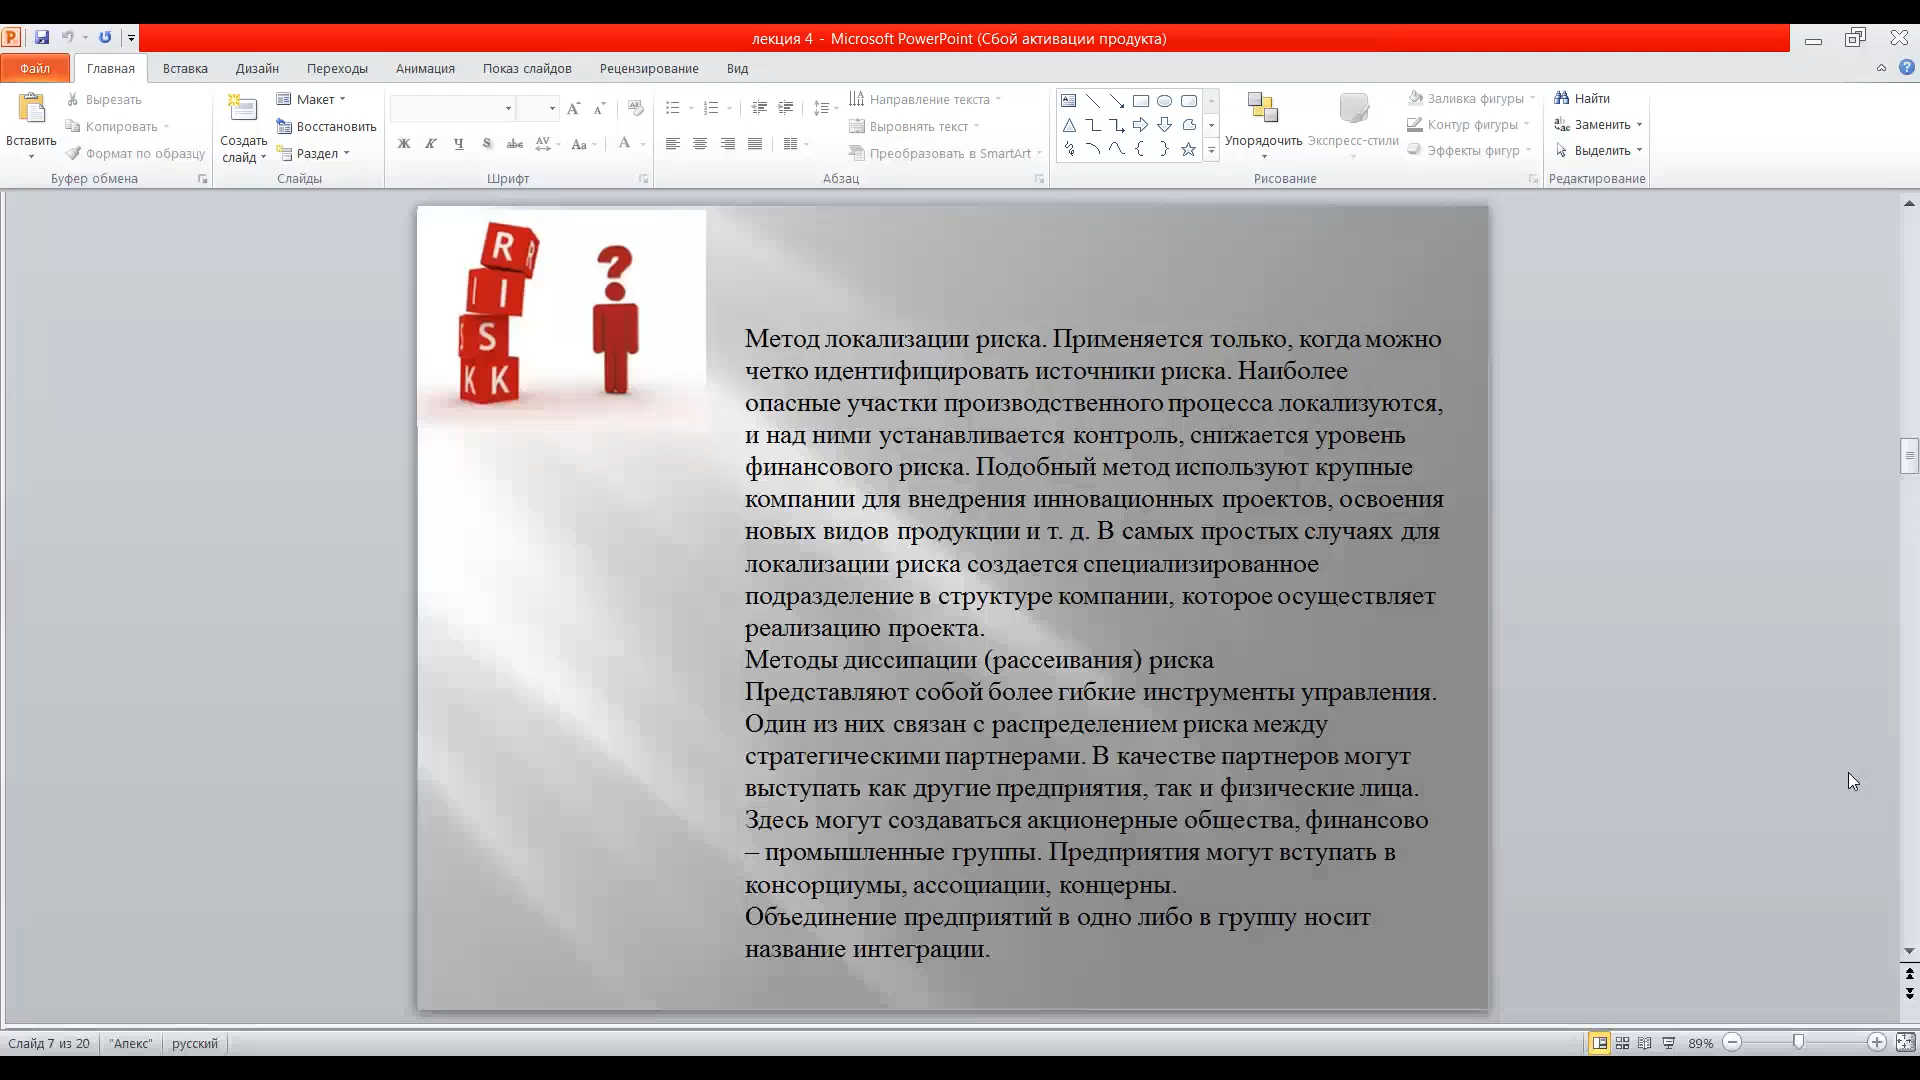 лекция 4 - Microsoft PowerPoint (Сбой активации продукта)
Файл Главная Вставка Дизайн Переходы Анимация Показ слайдов Рецензирование Вид
Вставить
Вырезать
Копировать
Формат по образцу
Буфер обмена
Создать слайд
Макет
Восстановить
Раздел
Слайды
Шрифт
Направление текста
Выровнять текст
Преобразовать в SmartArt
Абзац
Упорядочить
Экспресс-стили
Заливка фигуры
Контур фигуры
Эффекты фигур
Рисование
Найти
Заменить
Выделить
Редактирование
R R
I I
S S
K K
?
Метод локализации риска. Применяется только, когда можно
четко идентифицировать источники риска. Наиболее
опасные участки производственного процесса локализуются,
и над ними устанавливается контроль, снижается уровень
финансового риска. Подобный метод используют крупные
компании для внедрения инновационных проектов, освоения
новых видов продукции и т. д. В самых простых случаях для
локализации риска создается специализированное
подразделение в структуре компании, которое осуществляет
реализацию проекта.
Методы диссипации (рассеивания) риска
Представляют собой более гибкие инструменты управления.
Один из них связан с распределением риска между
стратегическими партнерами. В качестве партнеров могут
выступать как другие предприятия, так и физические лица.
Здесь могут создаваться акционерные общества, финансово
– промышленные группы. Предприятия могут вступать в
консорциумы, ассоциации, концерны.
Объединение предприятий в одно либо в группу носит
название интеграции.
Слайд 7 из 20 "Апекс" русский 89%